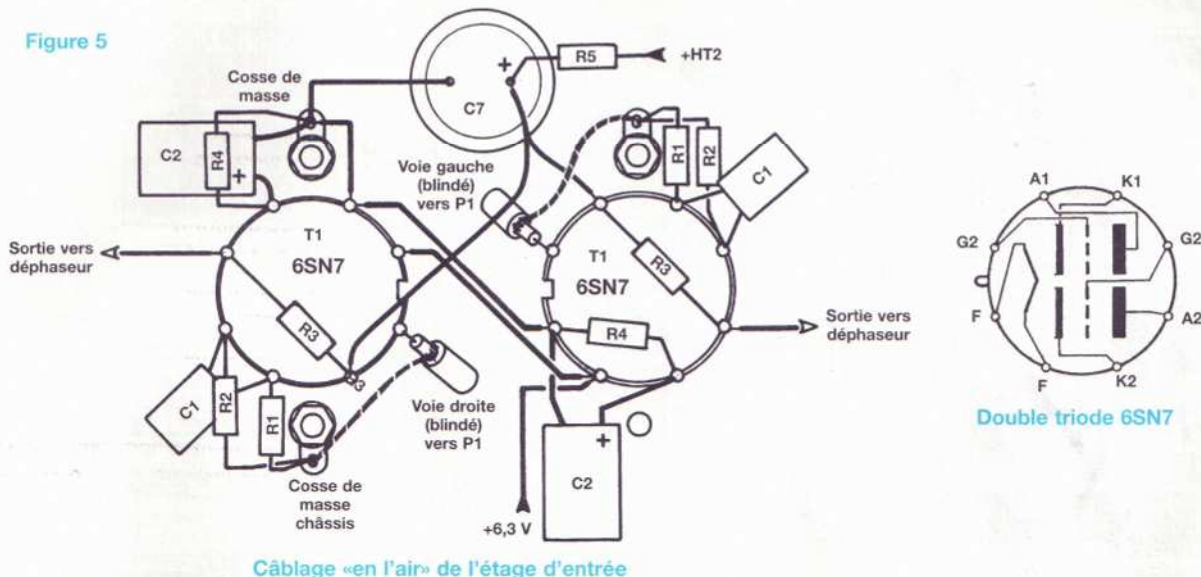 Figure 5
Cosse de
masse
C7
+
R5
+HT2
C2
R4
+
Voie gauche
(blindé)
vers P1
R1
R2
C1
Sortie vers
déphaseur
T1
6SN7
R3
T1
6SN7
R3
R4
Sortie vers
déphaseur
C1
R2
R1
Voie droite
(blindé)
vers P1
Cosse de
masse
châssis
+6,3 V
+
C2
A1
K1
G2
G2
F
A2
F
K2
Double triode 6SN7
Câblage «en l'air» de l'étage d'entrée